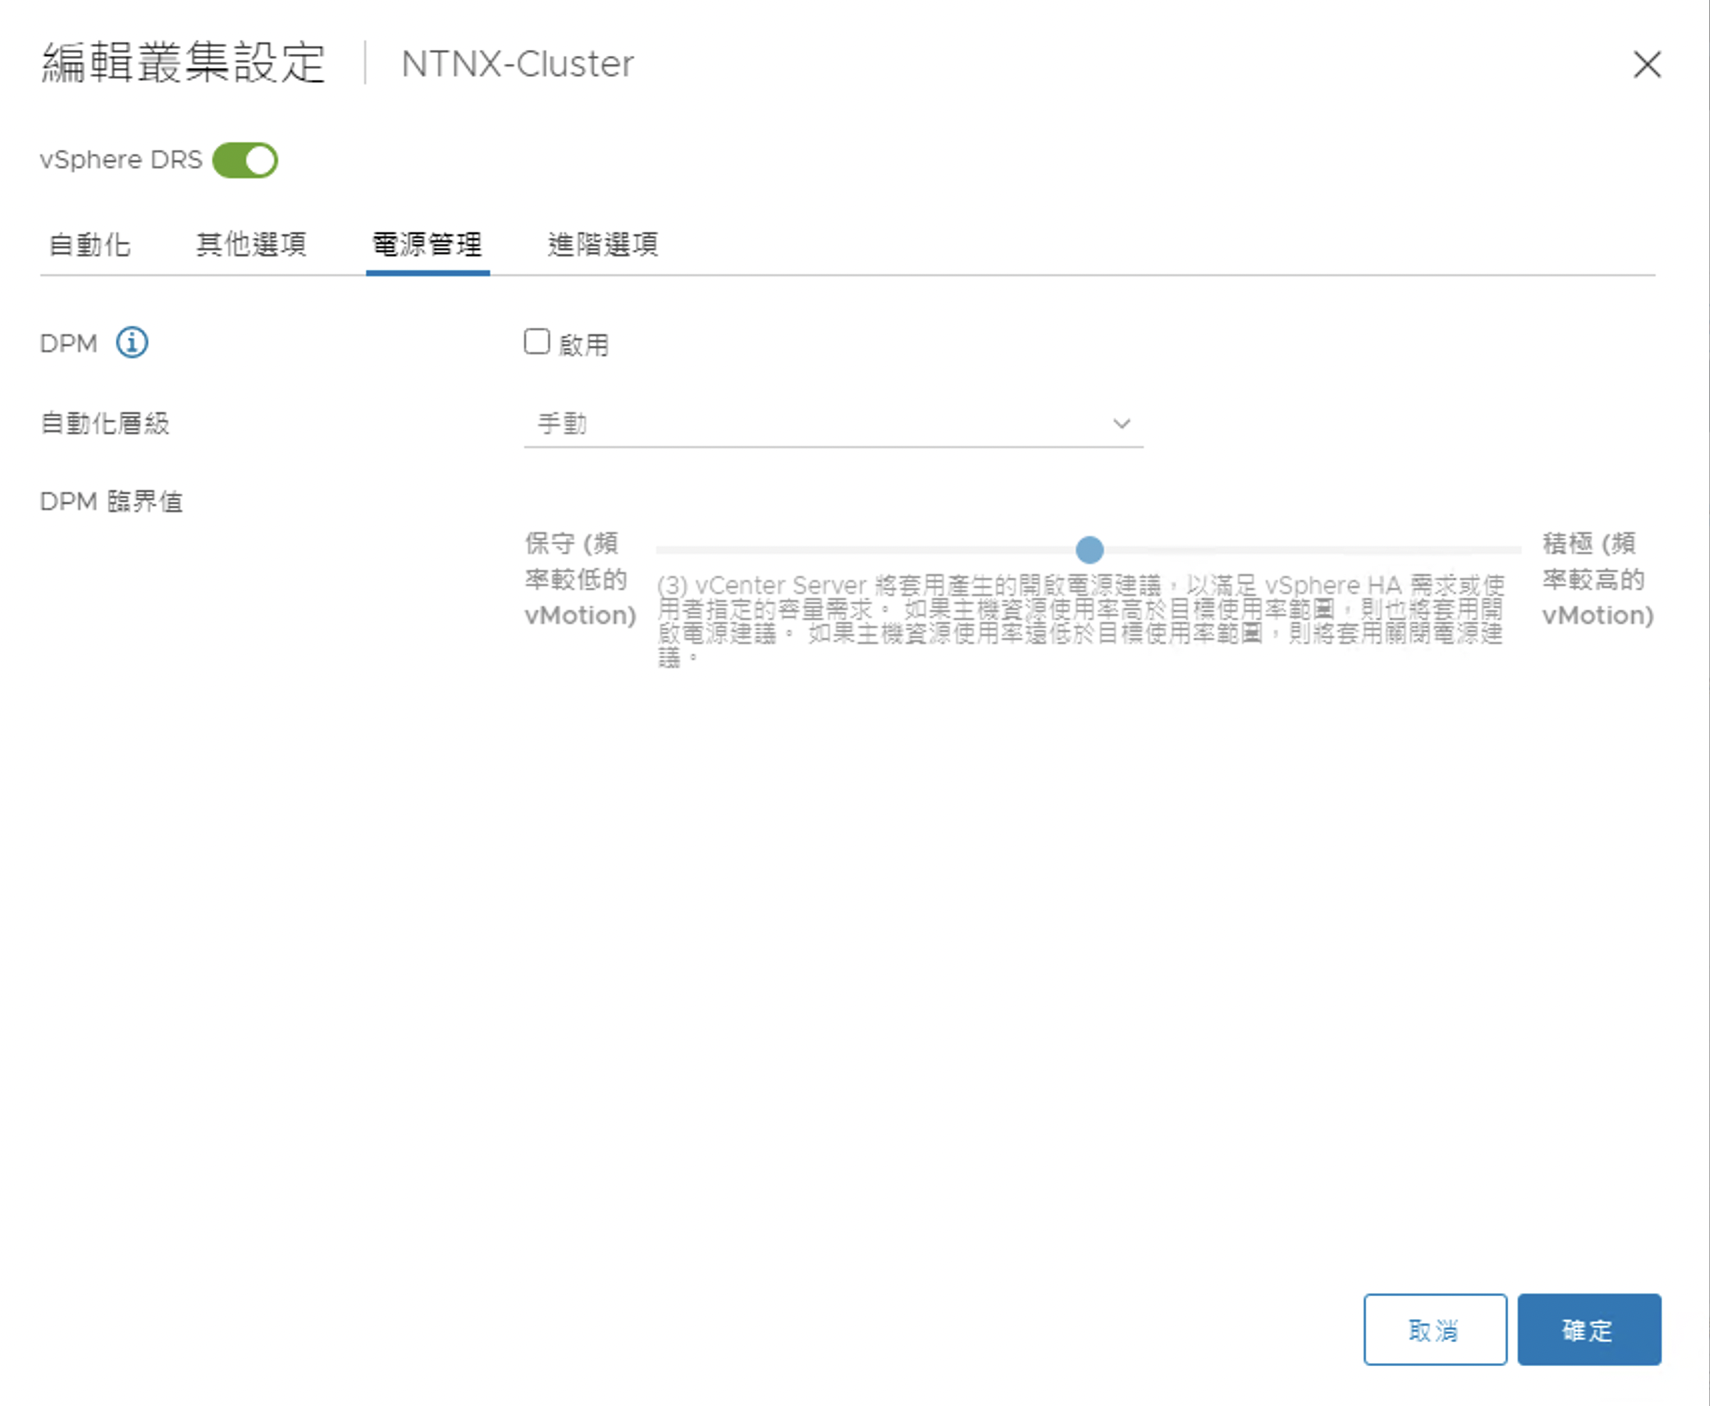 編輯叢集設定 NTNX-Cluster
vSphere DRS
自動化 其他選項 電源管理 進階選項
DPM 啟用
自動化層級 手動
DPM 臨界值
保守 (頻
率較低的
vMotion)
(3) vCenter Server 將套用產生的開啟電源建議，以滿足 vSphere HA 需求或使
用者指定的容量需求。 如果主機資源使用率高於目標使用率範圍，則也將套用開
啟電源建議。 如果主機資源使用率遠低於目標使用率範圍，則將套用關閉電源建
議。
積極 (頻
率較高的
vMotion)
取消 確定